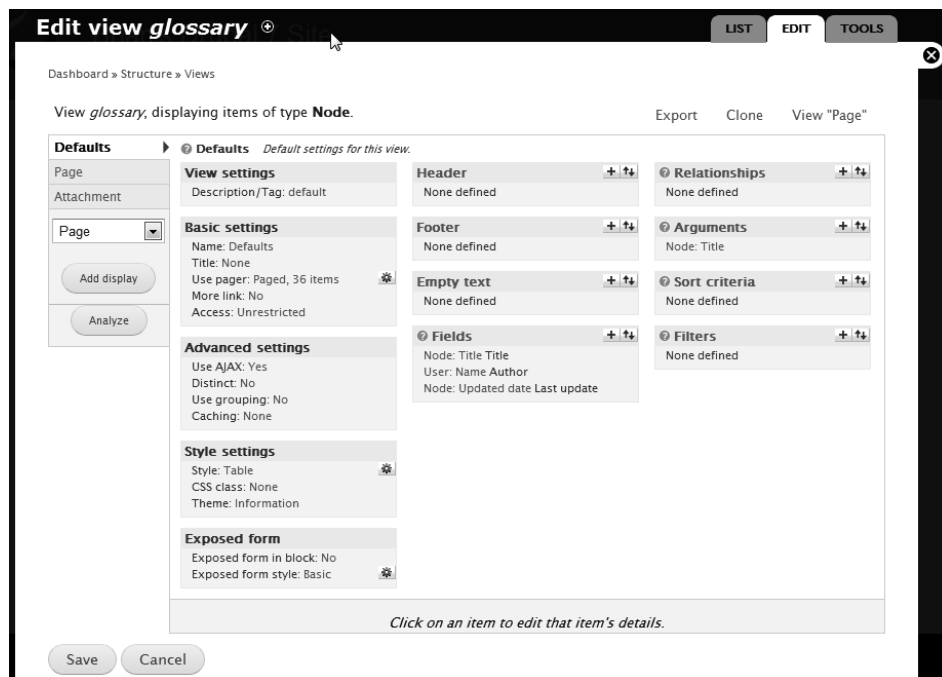 Edit view glossary
LIST
EDIT
TOOLS
Dashboard » Structure » Views
View glossary, displaying items of type Node.
Export
Clone
View "Page"
Defaults
Page
Attachment
Page
Add display
Analyze
Defaults Default settings for this view.
View settings
Description/Tag: default
Basic settings
Name: Defaults
Title: None
Use pager: Paged, 36 items
More link: No
Access: Unrestricted
Advanced settings
Use AJAX: Yes
Distinct: No
Use grouping: No
Caching: None
Style settings
Style: Table
CSS class: None
Theme: Information
Exposed form
Exposed form in block: No
Exposed form style: Basic
Header
None defined
Footer
None defined
Empty text
None defined
Fields
Node: Title Title
User: Name Author
Node: Updated date Last update
Relationships
None defined
Arguments
Node: Title
Sort criteria
None defined
Filters
None defined
Click on an item to edit that item's details.
Save
Cancel